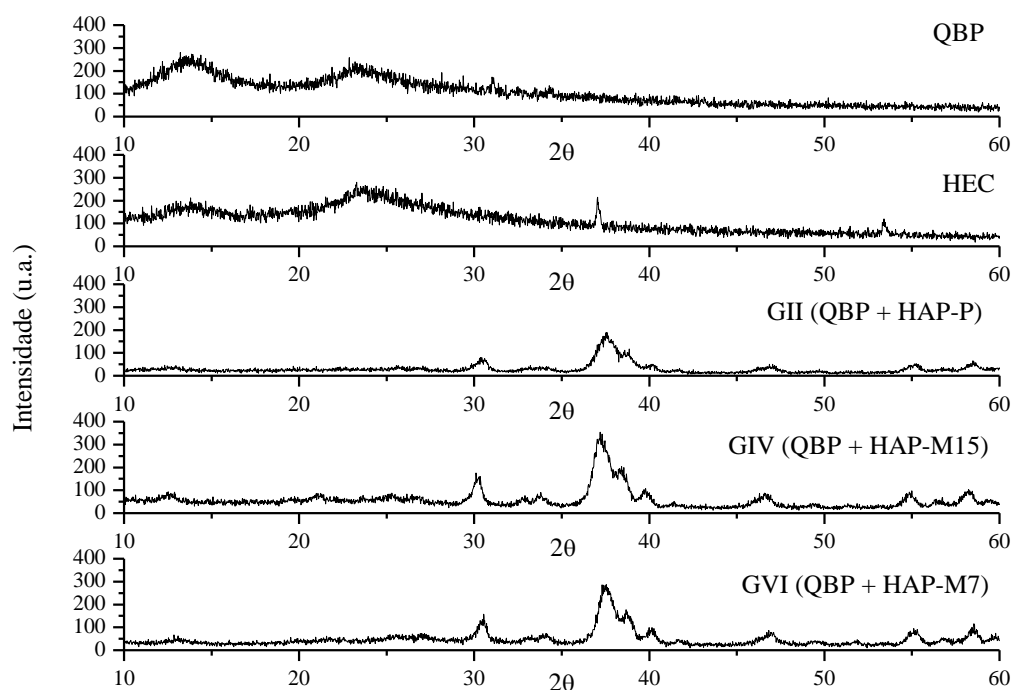 Intensidade (u.a.)
400
300
200
100
0
QBP
10 20 30 40 50 60
2θ
400
300
200
100
0
HEC
10 20 30 40 50 60
2θ
400
300
200
100
0
GII (QBP + HAP-P)
10 20 30 40 50 60
2θ
400
300
200
100
0
GIV (QBP + HAP-M15)
10 20 30 40 50 60
2θ
400
300
200
100
0
GVI (QBP + HAP-M7)
10 20 30 40 50 60
2θ